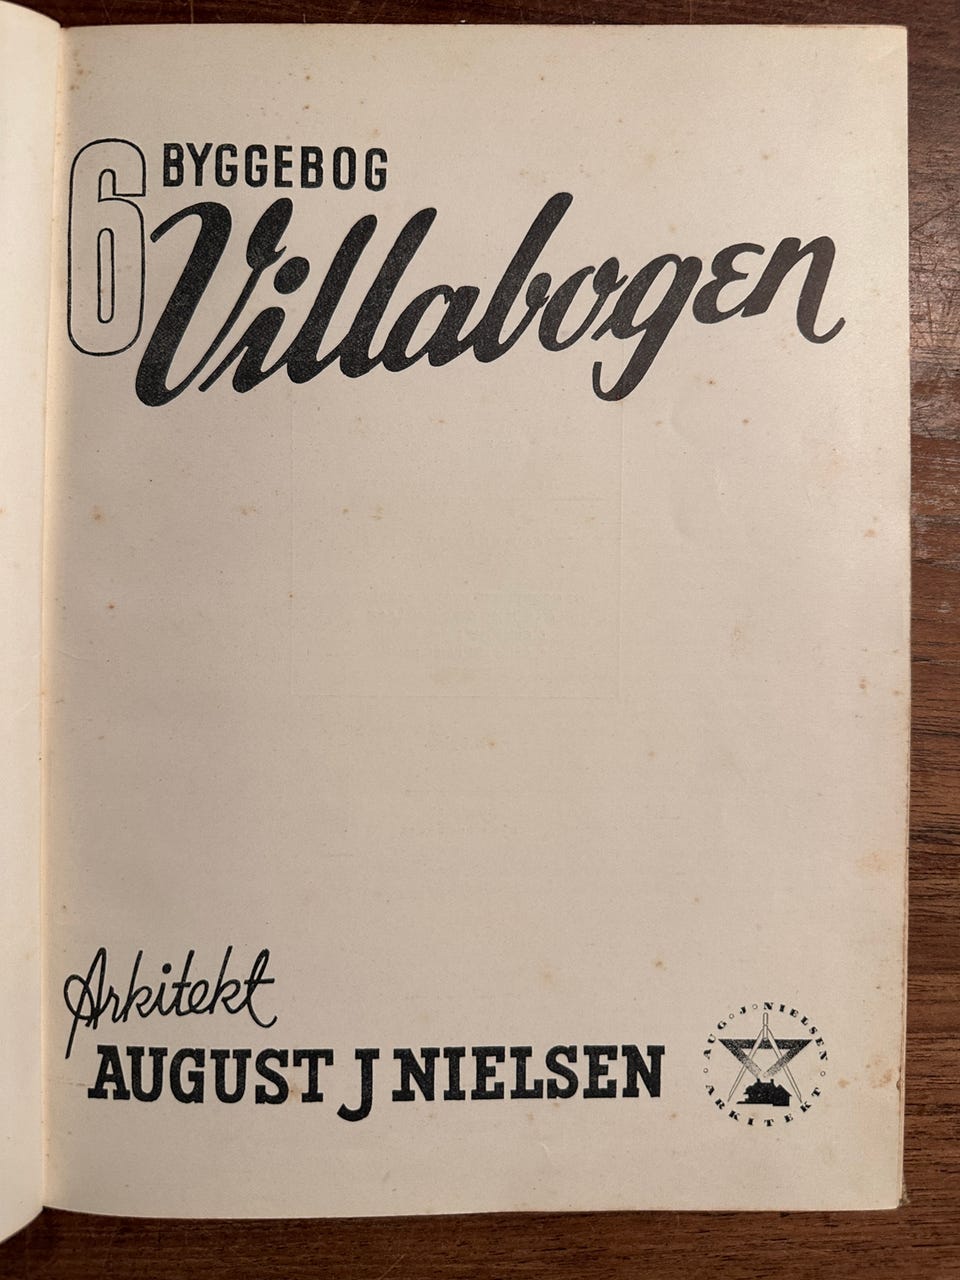 6 BYGGEBOG
Villabogen
Arkitekt
AUGUST J NIELSEN
AUG · J · NIELSEN · ARKITEKT ·